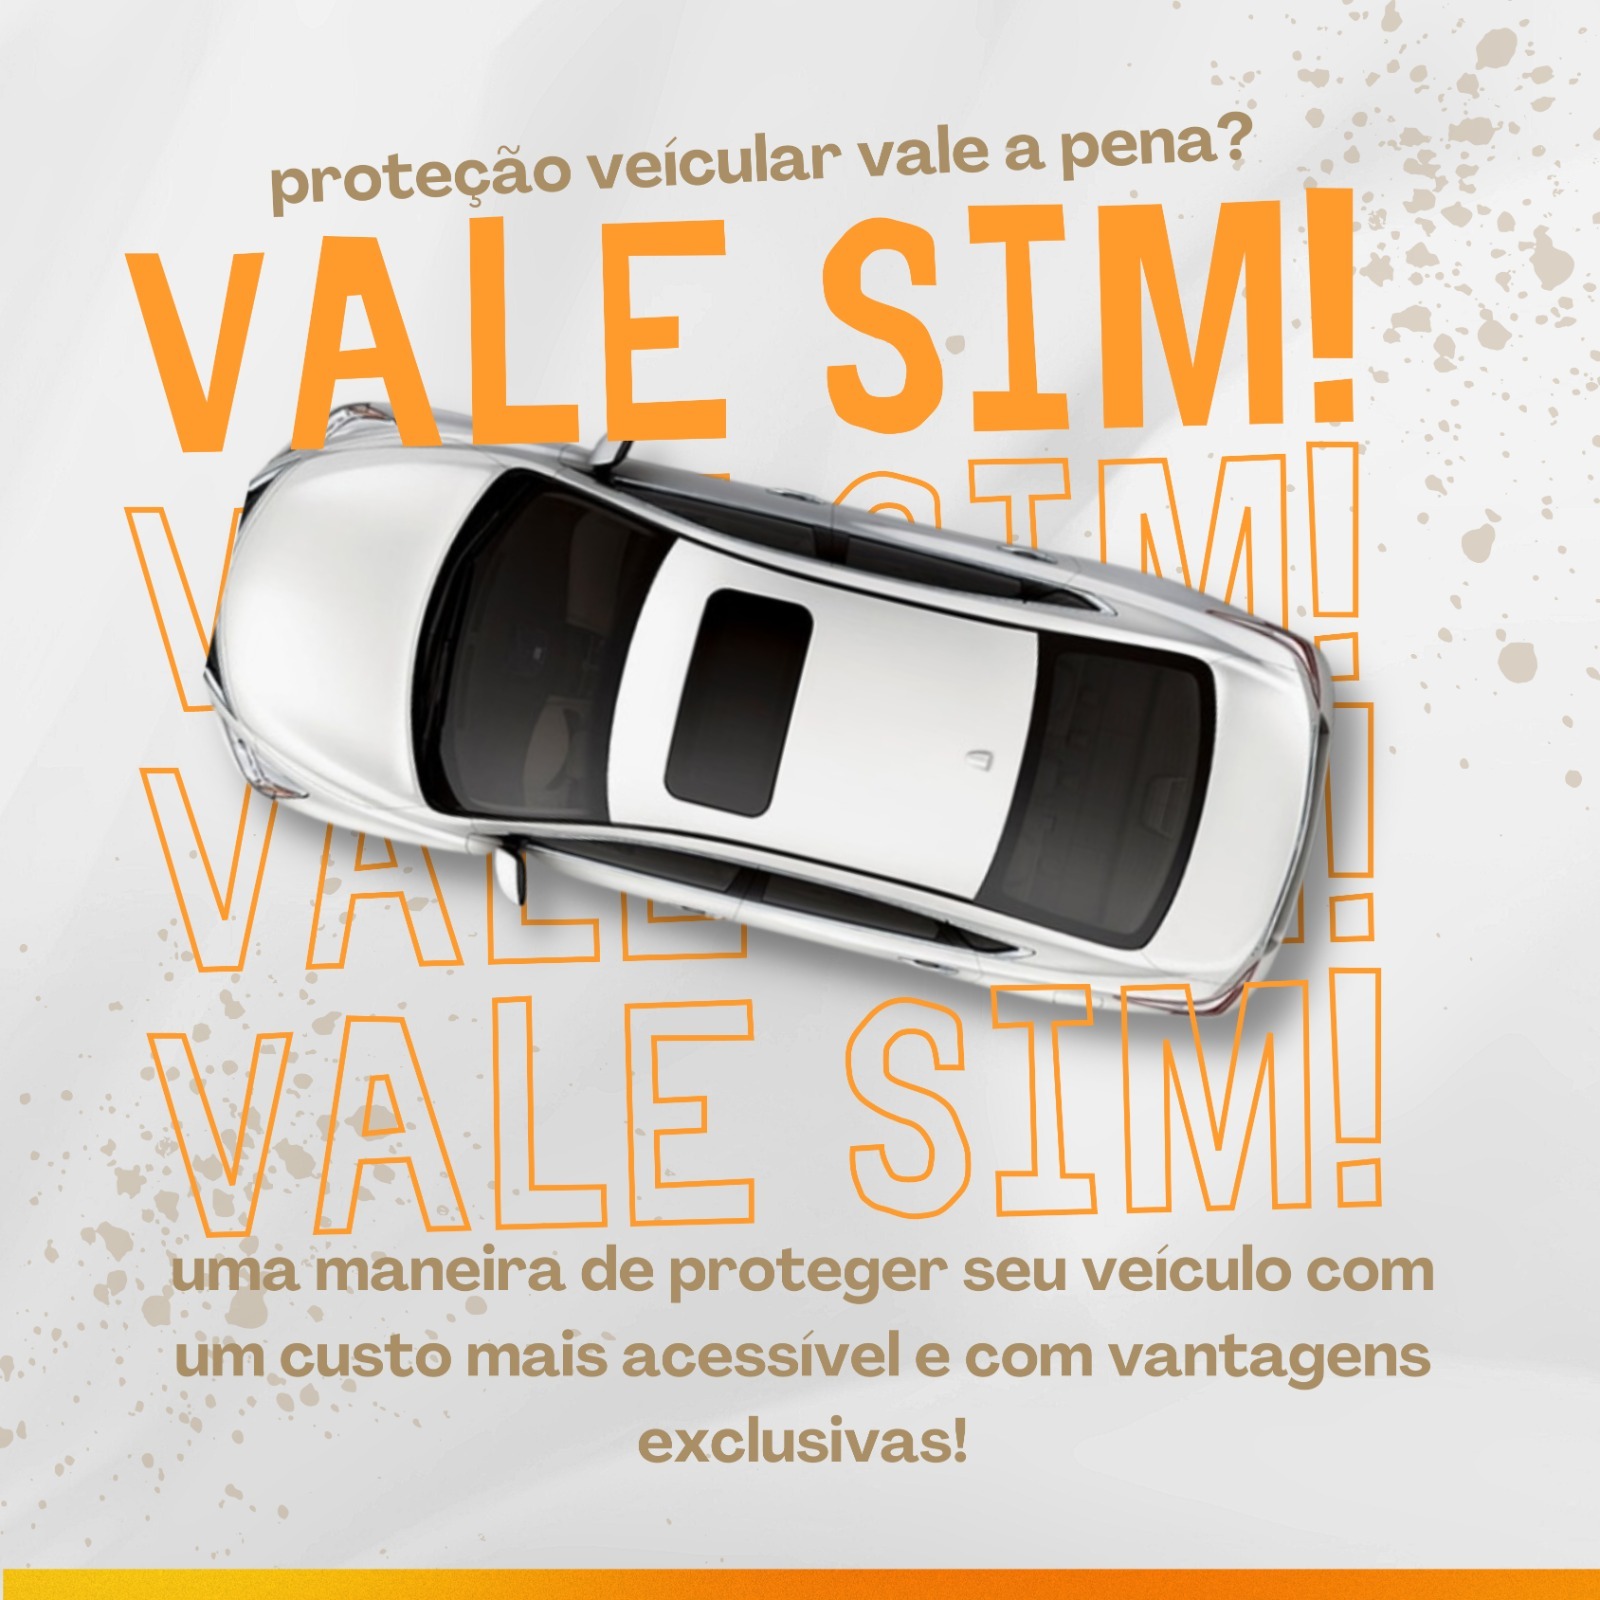 proteção veícular vale a pena?
VALE SIM!
VALE SIM!
VALE SIM!
VALE SIM!
uma maneira de proteger seu veículo com
um custo mais acessível e com vantagens
exclusivas!